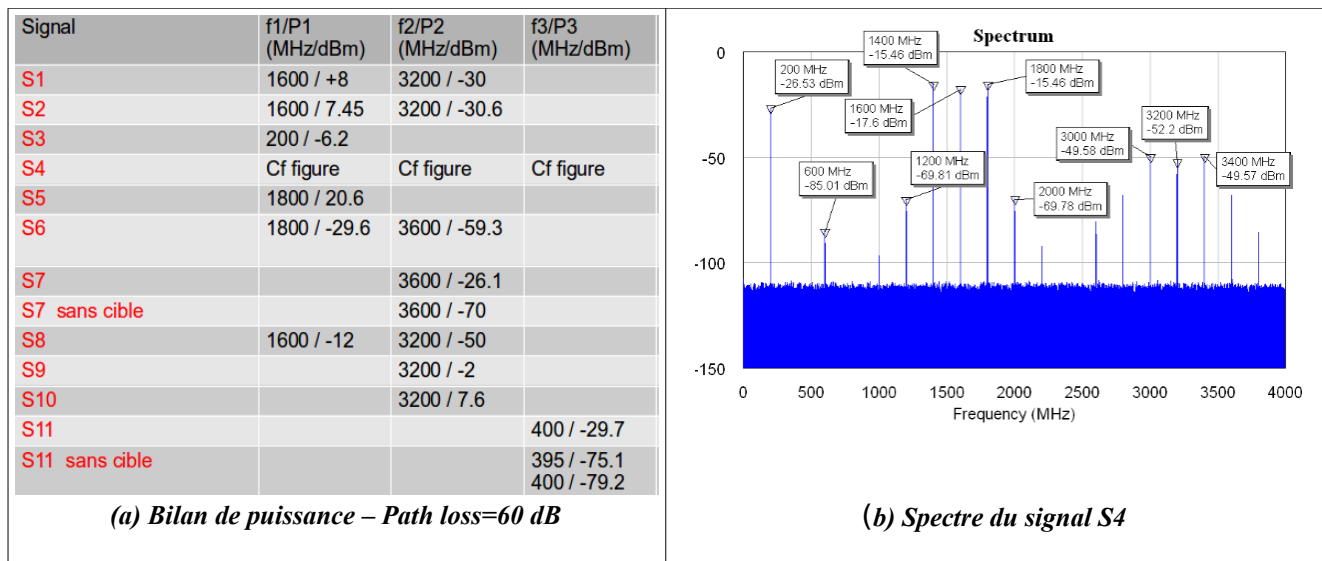 Signal f1/P1 (MHz/dBm) f2/P2 (MHz/dBm) f3/P3 (MHz/dBm)
S1 1600 / +8 3200 / -30
S2 1600 / 7.45 3200 / -30.6
S3 200 / -6.2
S4 Cf figure Cf figure Cf figure
S5 1800 / 20.6
S6 1800 / -29.6 3600 / -59.3
S7 3600 / -26.1
S7 sans cible 3600 / -70
S8 1600 / -12 3200 / -50
S9 3200 / -2
S10 3200 / 7.6
S11 400 / -29.7
S11 sans cible 395 / -75.1
400 / -79.2
(a) Bilan de puissance – Path loss=60 dB
Spectrum
1400 MHz
-15.46 dBm
200 MHz
-26.53 dBm
1800 MHz
-15.46 dBm
1600 MHz
-17.6 dBm
3200 MHz
-52.2 dBm
3000 MHz
-49.58 dBm
3400 MHz
-49.57 dBm
600 MHz
-85.01 dBm
1200 MHz
-69.81 dBm
2000 MHz
-69.78 dBm
0
-50
-100
-150
0 500 1000 1500 2000 2500 3000 3500 4000
Frequency (MHz)
(b) Spectre du signal S4